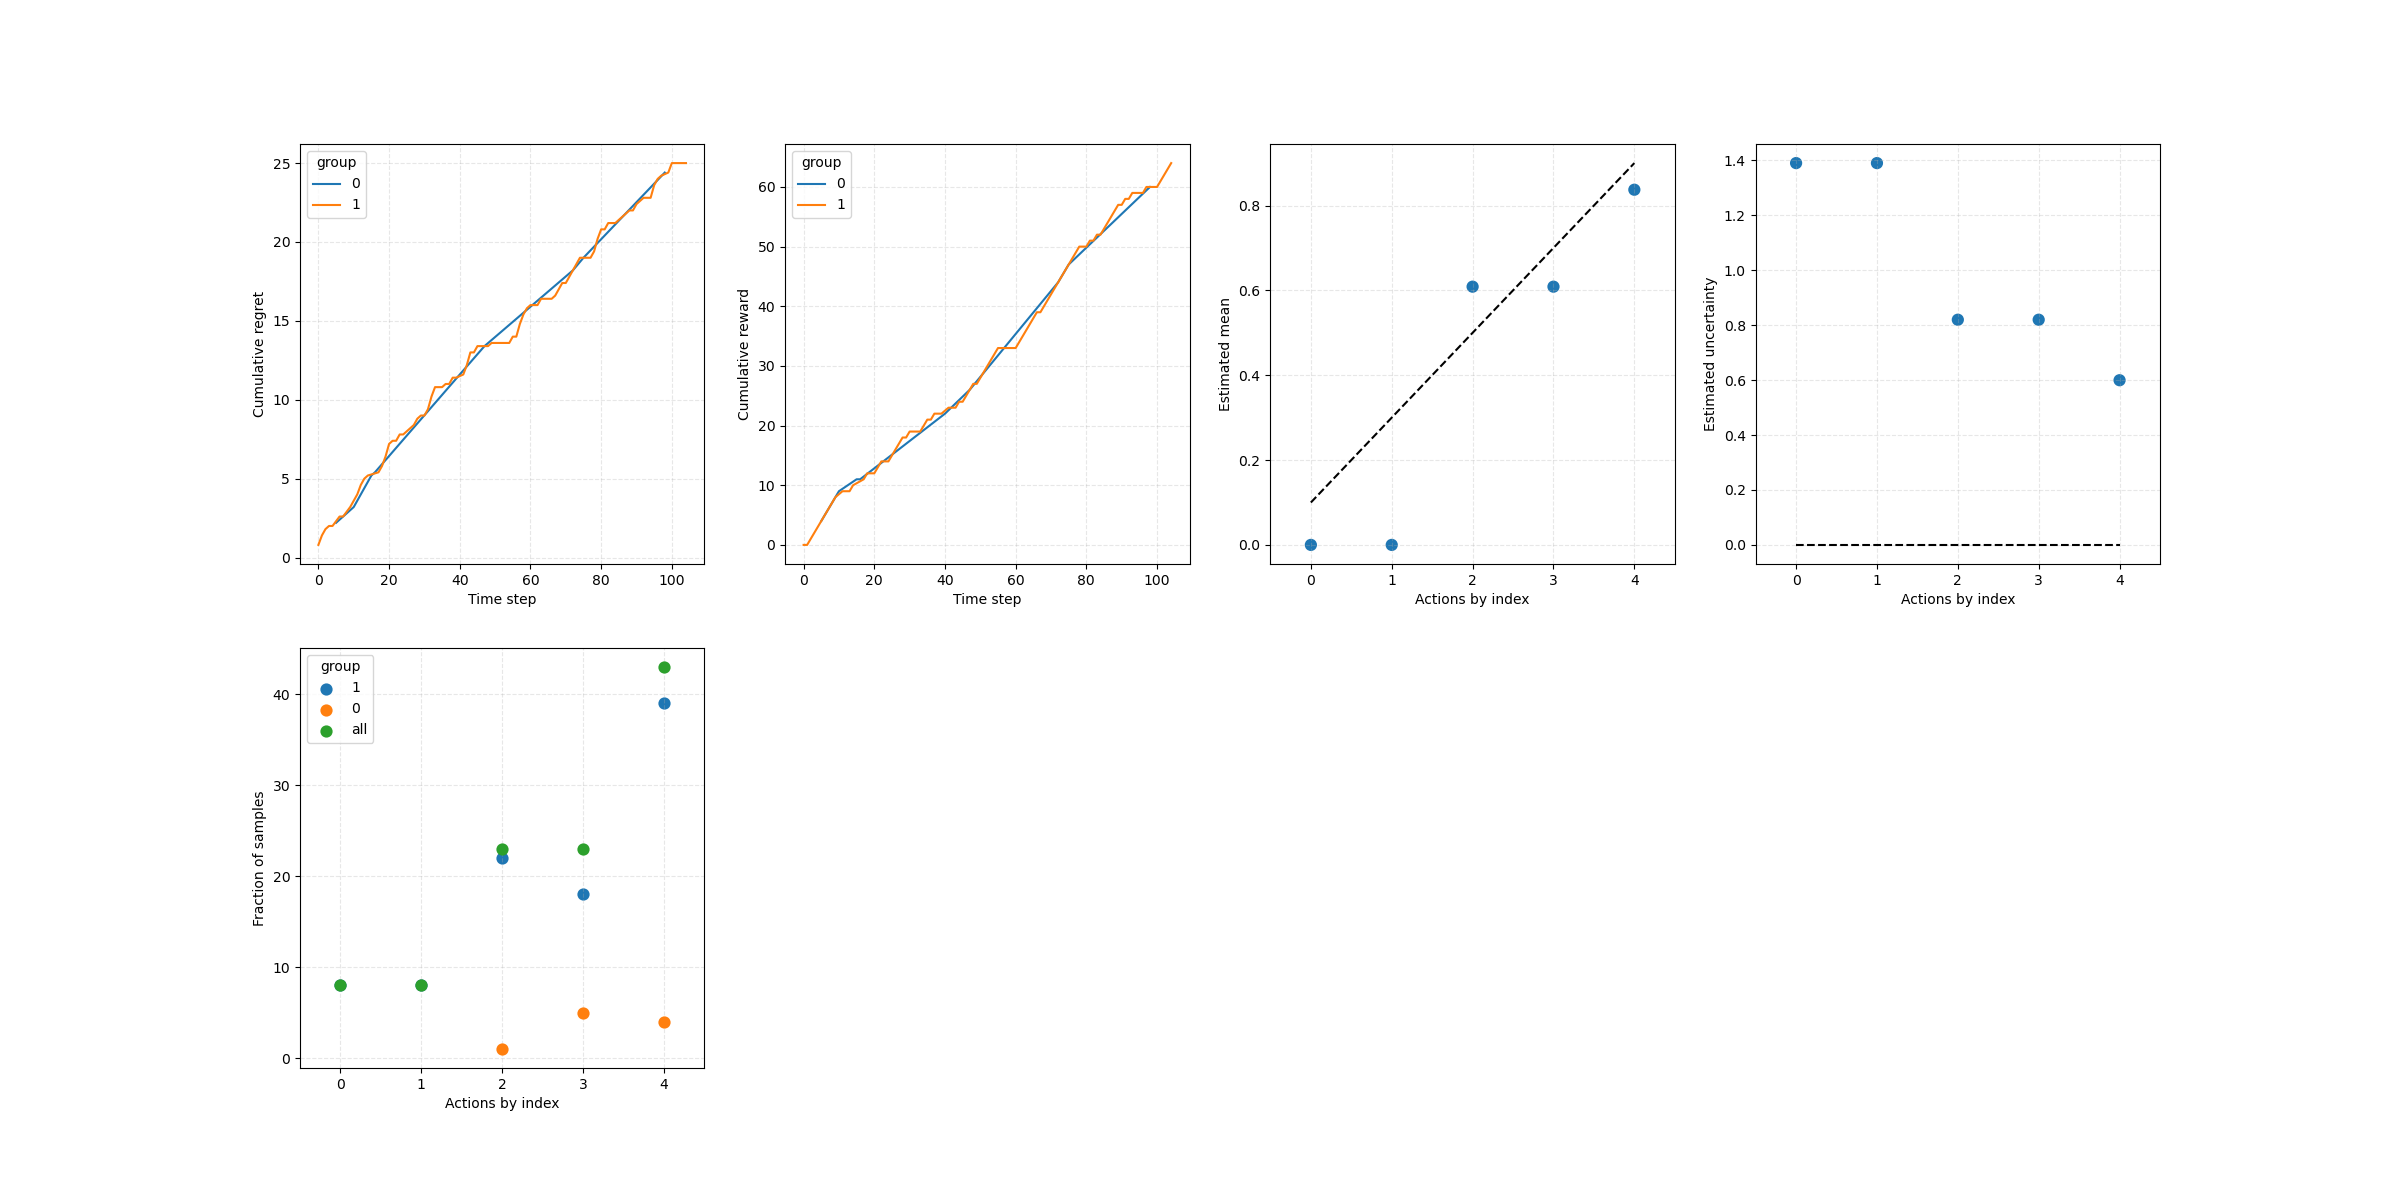 Cumulative regret
25
20
15
10
5
0
group
0
1
0 20 40 60 80 100
Time step
Cumulative reward
60
50
40
30
20
10
0
group
0
1
0 20 40 60 80 100
Time step
Estimated mean
0.8
0.6
0.4
0.2
0.0
0 1 2 3 4
Actions by index
Estimated uncertainty
1.4
1.2
1.0
0.8
0.6
0.4
0.2
0.0
0 1 2 3 4
Actions by index
Fraction of samples
40
30
20
10
0
group
1
0
all
0 1 2 3 4
Actions by index